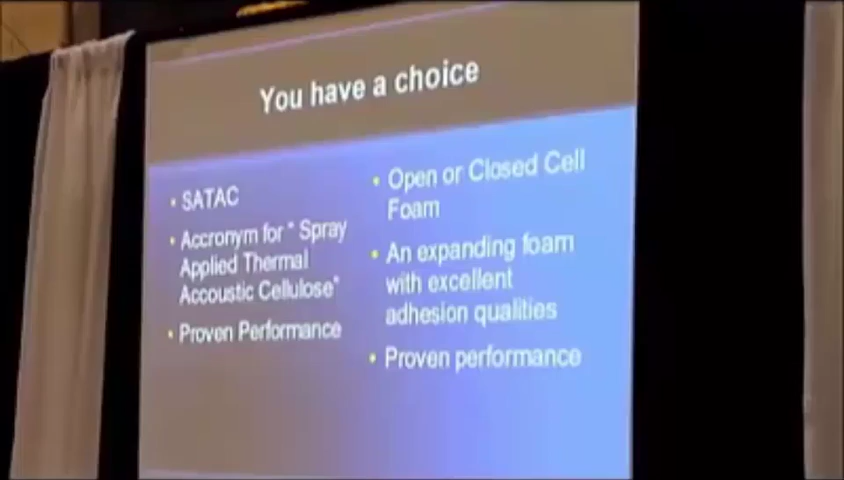 You have a choice
• SATAC
• Accronym for " Spray
Applied Thermal
Accoustic Cellulose"
• Proven Performance
• Open or Closed Cell
Foam
• An expanding foam
with excellent
adhesion qualities
• Proven performance